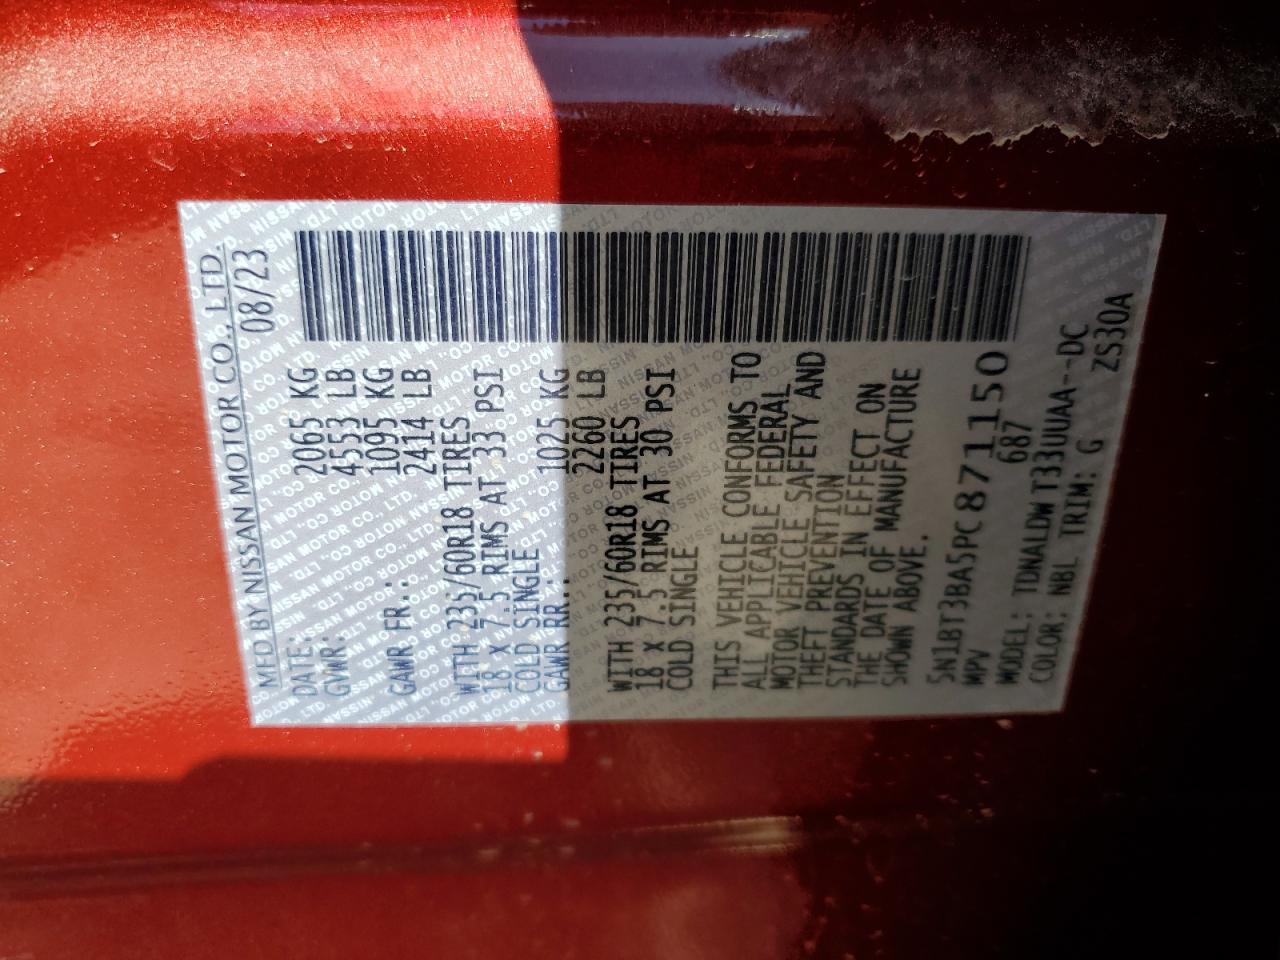 MFD BY NISSAN MOTOR CO., LTD.
DATE: 08/23
GVWR: 2065 KG
4553 LB
GAWR FR.: 1095 KG
2414 LB
WITH 235/60R18 TIRES
18 X 7.5 RIMS AT 33 PSI
COLD SINGLE
GAWR RR.: 1025 KG
2260 LB
WITH 235/60R18 TIRES
18 X 7.5 RIMS AT 30 PSI
COLD SINGLE
THIS VEHICLE CONFORMS TO
ALL APPLICABLE FEDERAL
MOTOR VEHICLE SAFETY AND
THEFT PREVENTION
STANDARDS IN EFFECT ON
THE DATE OF MANUFACTURE
SHOWN ABOVE.
5N1BT3BA5PC871150
MPV 687
MODEL: TDNALDWT33UUAA--DC
COLOR: NBL TRIM: G ZS30A